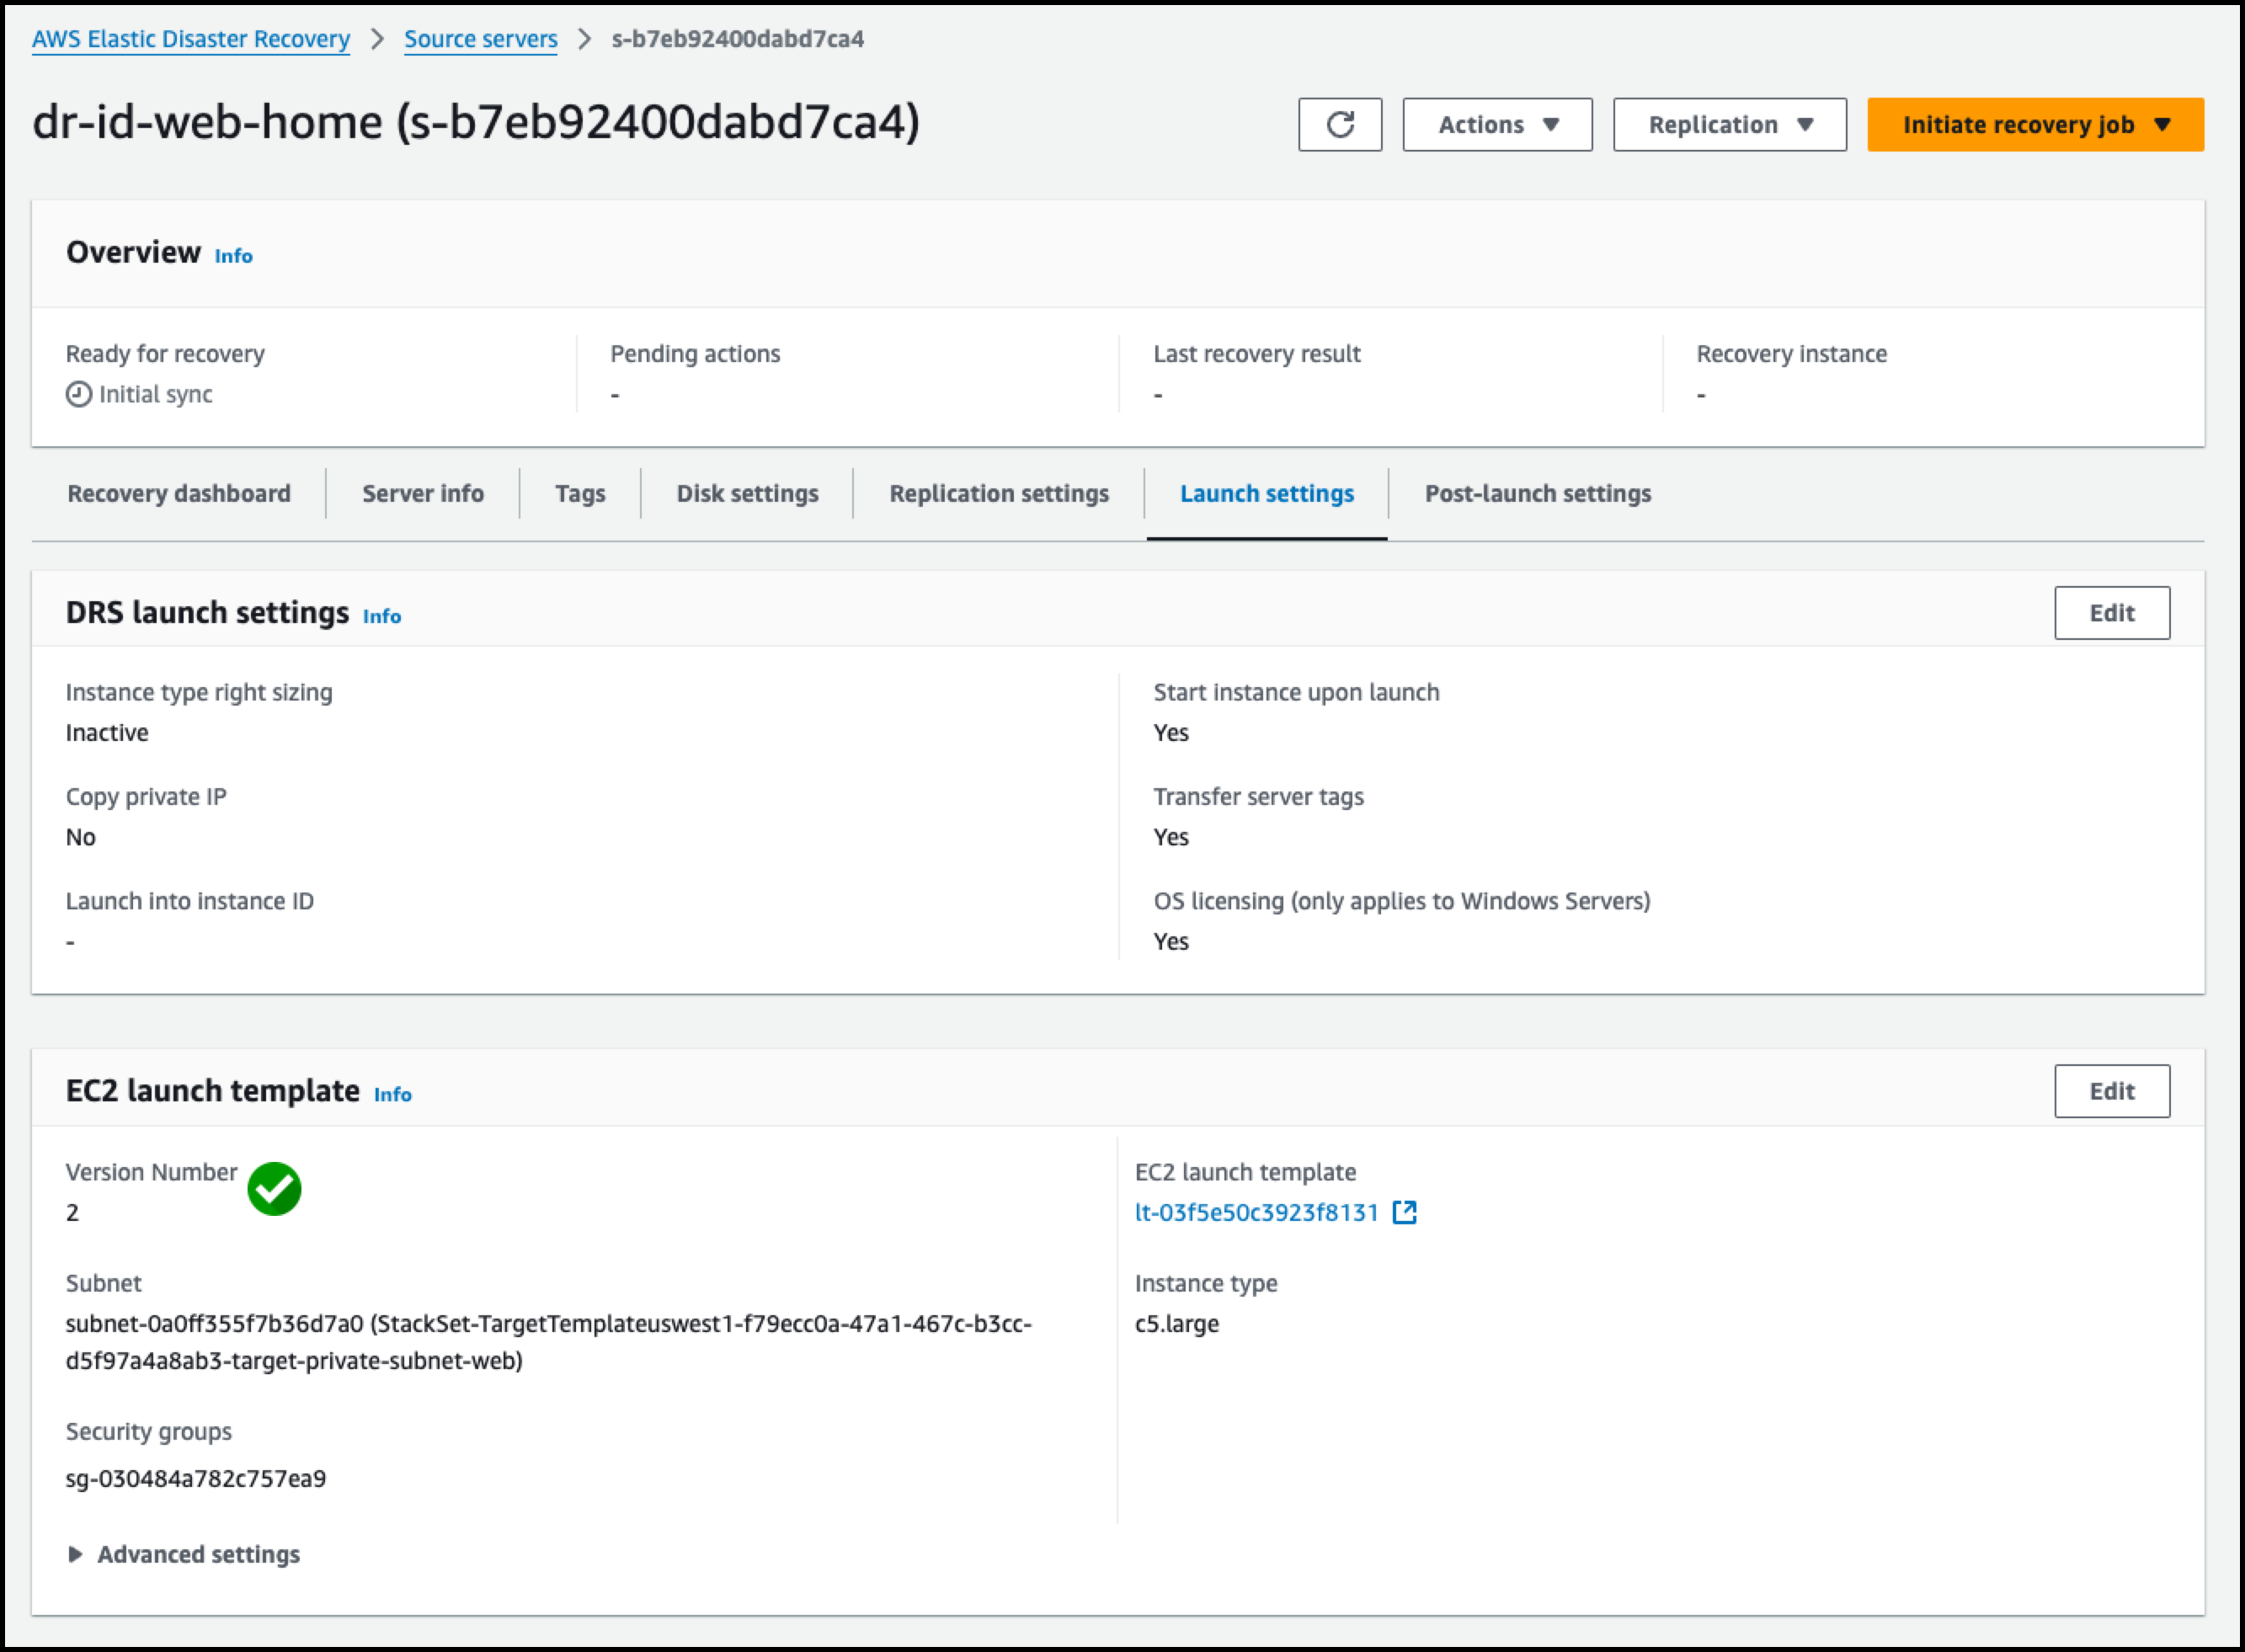 AWS Elastic Disaster Recovery > Source servers > s-b7eb92400dabd7ca4
dr-id-web-home (s-b7eb92400dabd7ca4)
Actions ▼ Replication ▼ Initiate recovery job ▼
Overview Info
Ready for recovery
Initial sync
Pending actions
-
Last recovery result
-
Recovery instance
-
Recovery dashboard Server info Tags Disk settings Replication settings Launch settings Post-launch settings
DRS launch settings Info Edit
Instance type right sizing
Inactive
Copy private IP
No
Launch into instance ID
-
Start instance upon launch
Yes
Transfer server tags
Yes
OS licensing (only applies to Windows Servers)
Yes
EC2 launch template Info Edit
Version Number
2
Subnet
subnet-0a0ff355f7b36d7a0 (StackSet-TargetTemplateuswest1-f79ecc0a-47a1-467c-b3cc-
d5f97a4a8ab3-target-private-subnet-web)
Security groups
sg-030484a782c757ea9
Advanced settings
EC2 launch template
lt-03f5e50c3923f8131
Instance type
c5.large